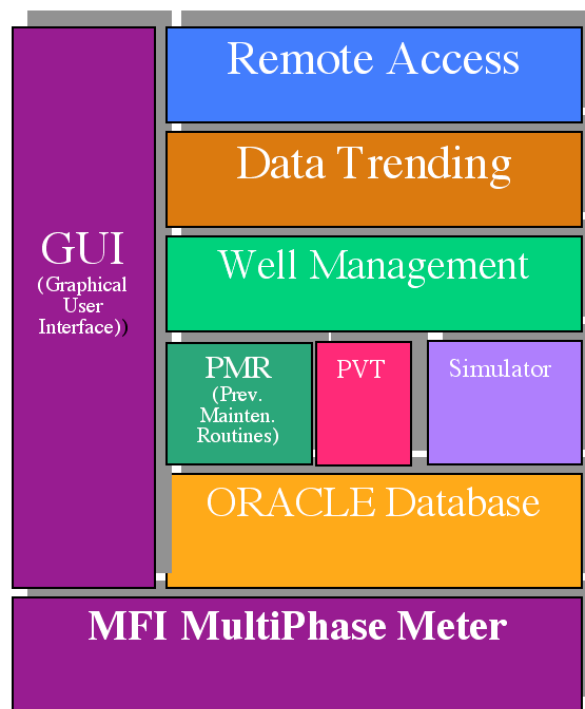 Remote Access
Data Trending
GUI
(Graphical
User
Interface))
Well Management
PMR
(Prev.
Mainten.
Routines)
PVT
Simulator
ORACLE Database
MFI MultiPhase Meter